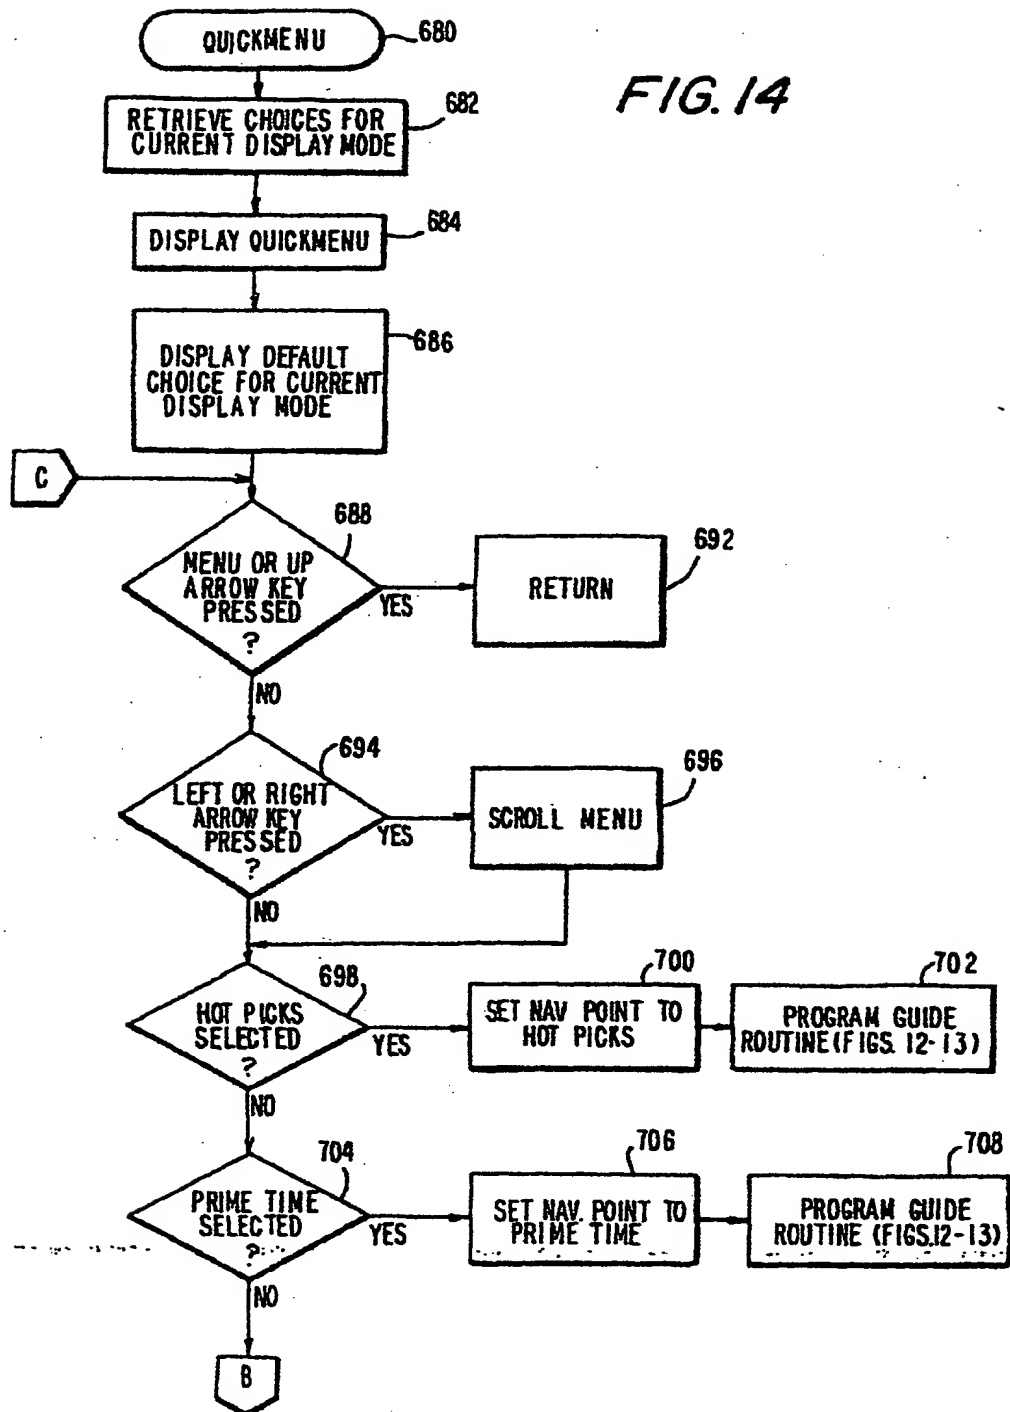 QUICKMENU
680
FIG. 14
682
RETRIEVE CHOICES FOR
CURRENT DISPLAY MODE
684
DISPLAY QUICKMENU
686
DISPLAY DEFAULT
CHOICE FOR CURRENT
DISPLAY MODE
C
688
MENU OR UP
ARROW KEY
PRESSED
?
YES
692
RETURN
NO
694
LEFT OR RIGHT
ARROW KEY
PRESSED
?
YES
696
SCROLL MENU
NO
698
HOT PICKS
SELECTED
?
YES
700
SET NAV POINT TO
HOT PICKS
702
PROGRAM GUIDE
ROUTINE (FIGS. 12-13)
NO
704
PRIME TIME
SELECTED
?
YES
706
SET NAV. POINT TO
PRIME TIME
708
PROGRAM GUIDE
ROUTINE (FIGS.12-13)
NO
B